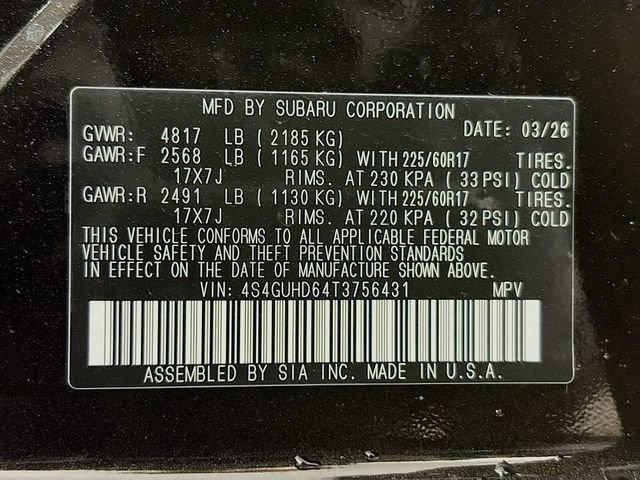 MFD BY SUBARU CORPORATION
DATE: 03/26
GVWR: 4817 LB ( 2185 KG)
GAWR: F 2568 LB ( 1165 KG) WITH 225/60R17 TIRES.
17X7J RIMS. AT 230 KPA ( 33 PSI) COLD
GAWR: R 2491 LB ( 1130 KG) WITH 225/60R17 TIRES.
17X7J RIMS. AT 220 KPA ( 32 PSI) COLD
THIS VEHICLE CONFORMS TO ALL APPLICABLE FEDERAL MOTOR
VEHICLE SAFETY AND THEFT PREVENTION STANDARDS
IN EFFECT ON THE DATE OF MANUFACTURE SHOWN ABOVE.
VIN: 4S4GUHD64T3756431 MPV
ASSEMBLED BY SIA INC. MADE IN U.S.A.